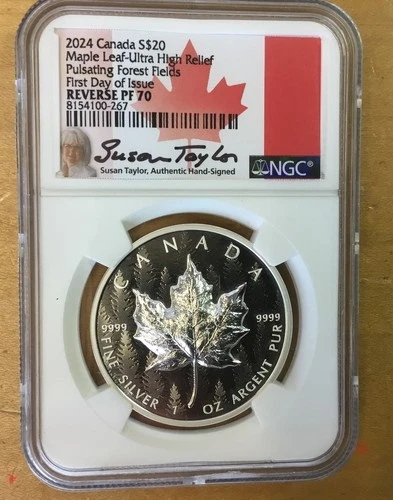 2024 Canada S$20
Maple Leaf-Ultra High Relief
Pulsating Forest Fields
First Day of Issue
REVERSE PF 70
8154100-267
Susan Taylor
Susan Taylor, Authentic Hand-Signed
NGC®
CANADA
9999 9999
FINE SILVER 1 OZ ARGENT PUR